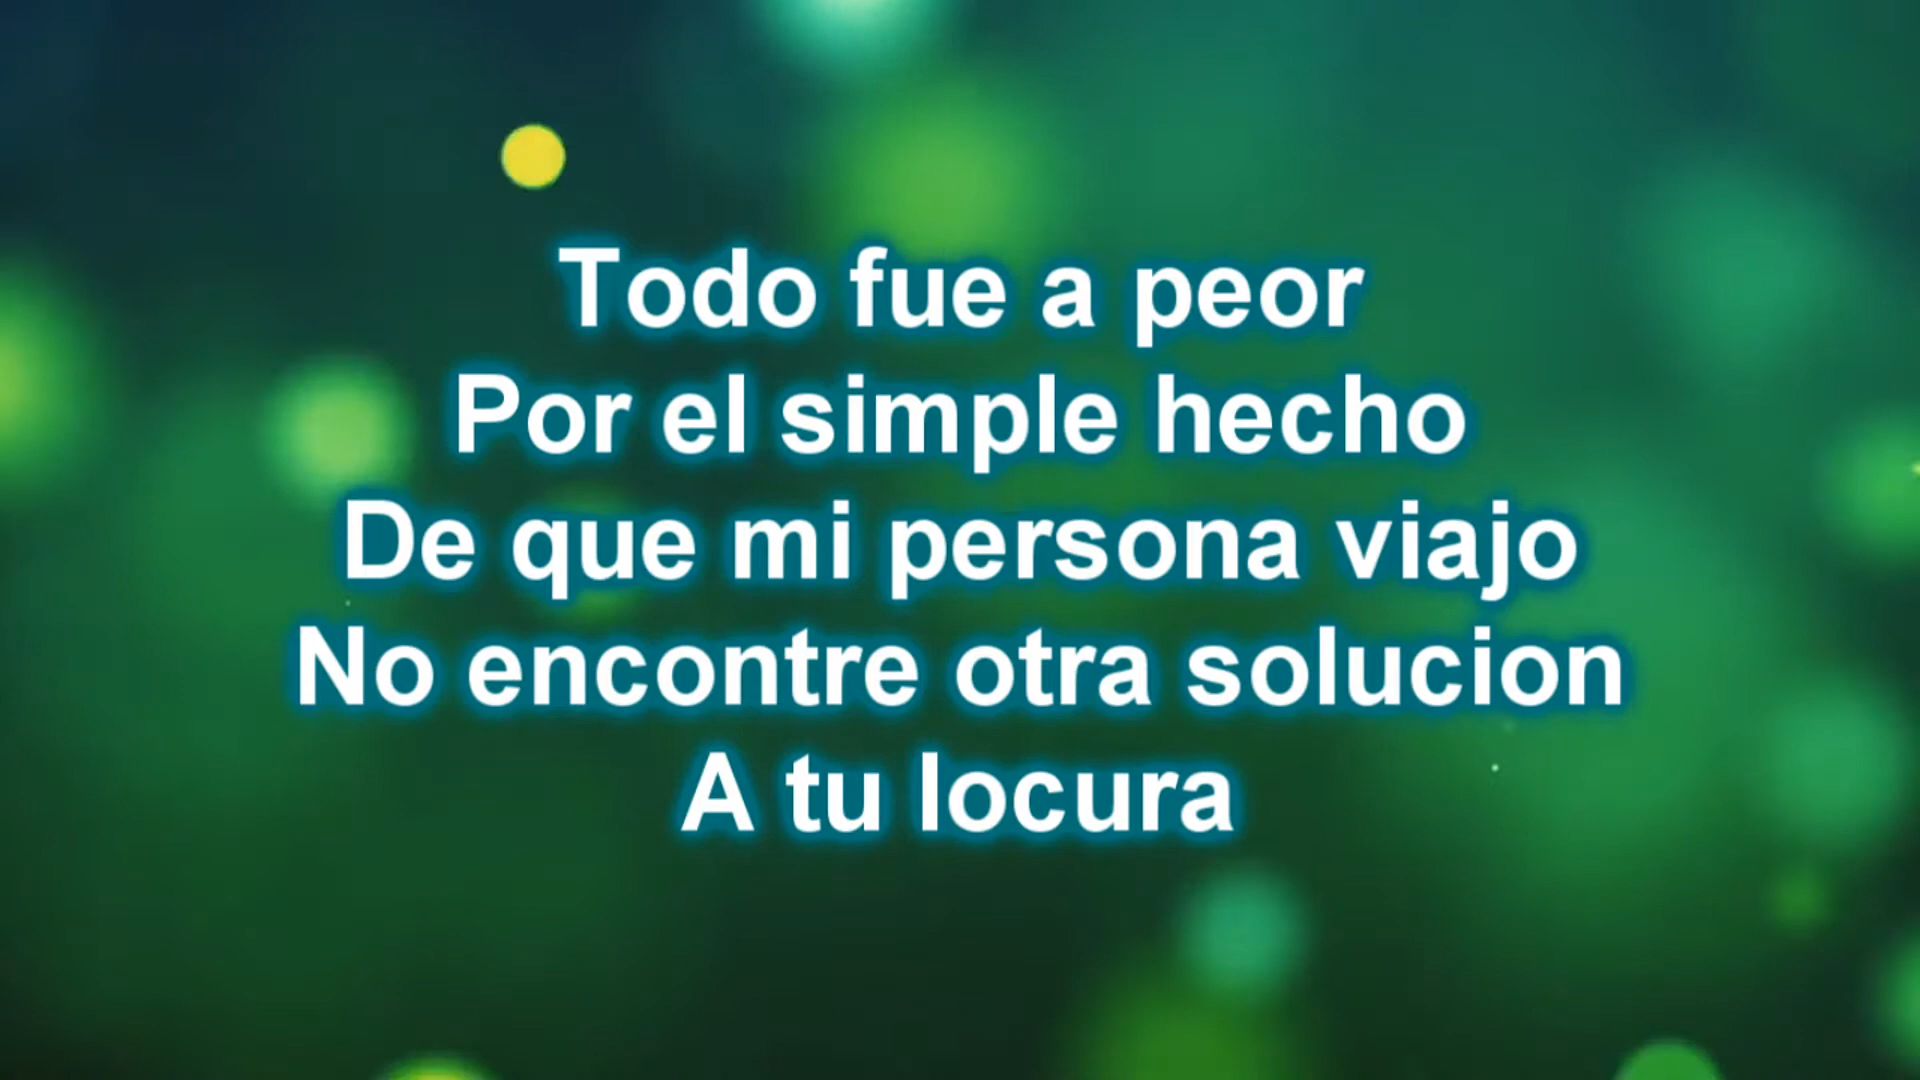 Todo fue a peor
Por el simple hecho
De que mi persona viajo
No encontre otra solucion
A tu locura